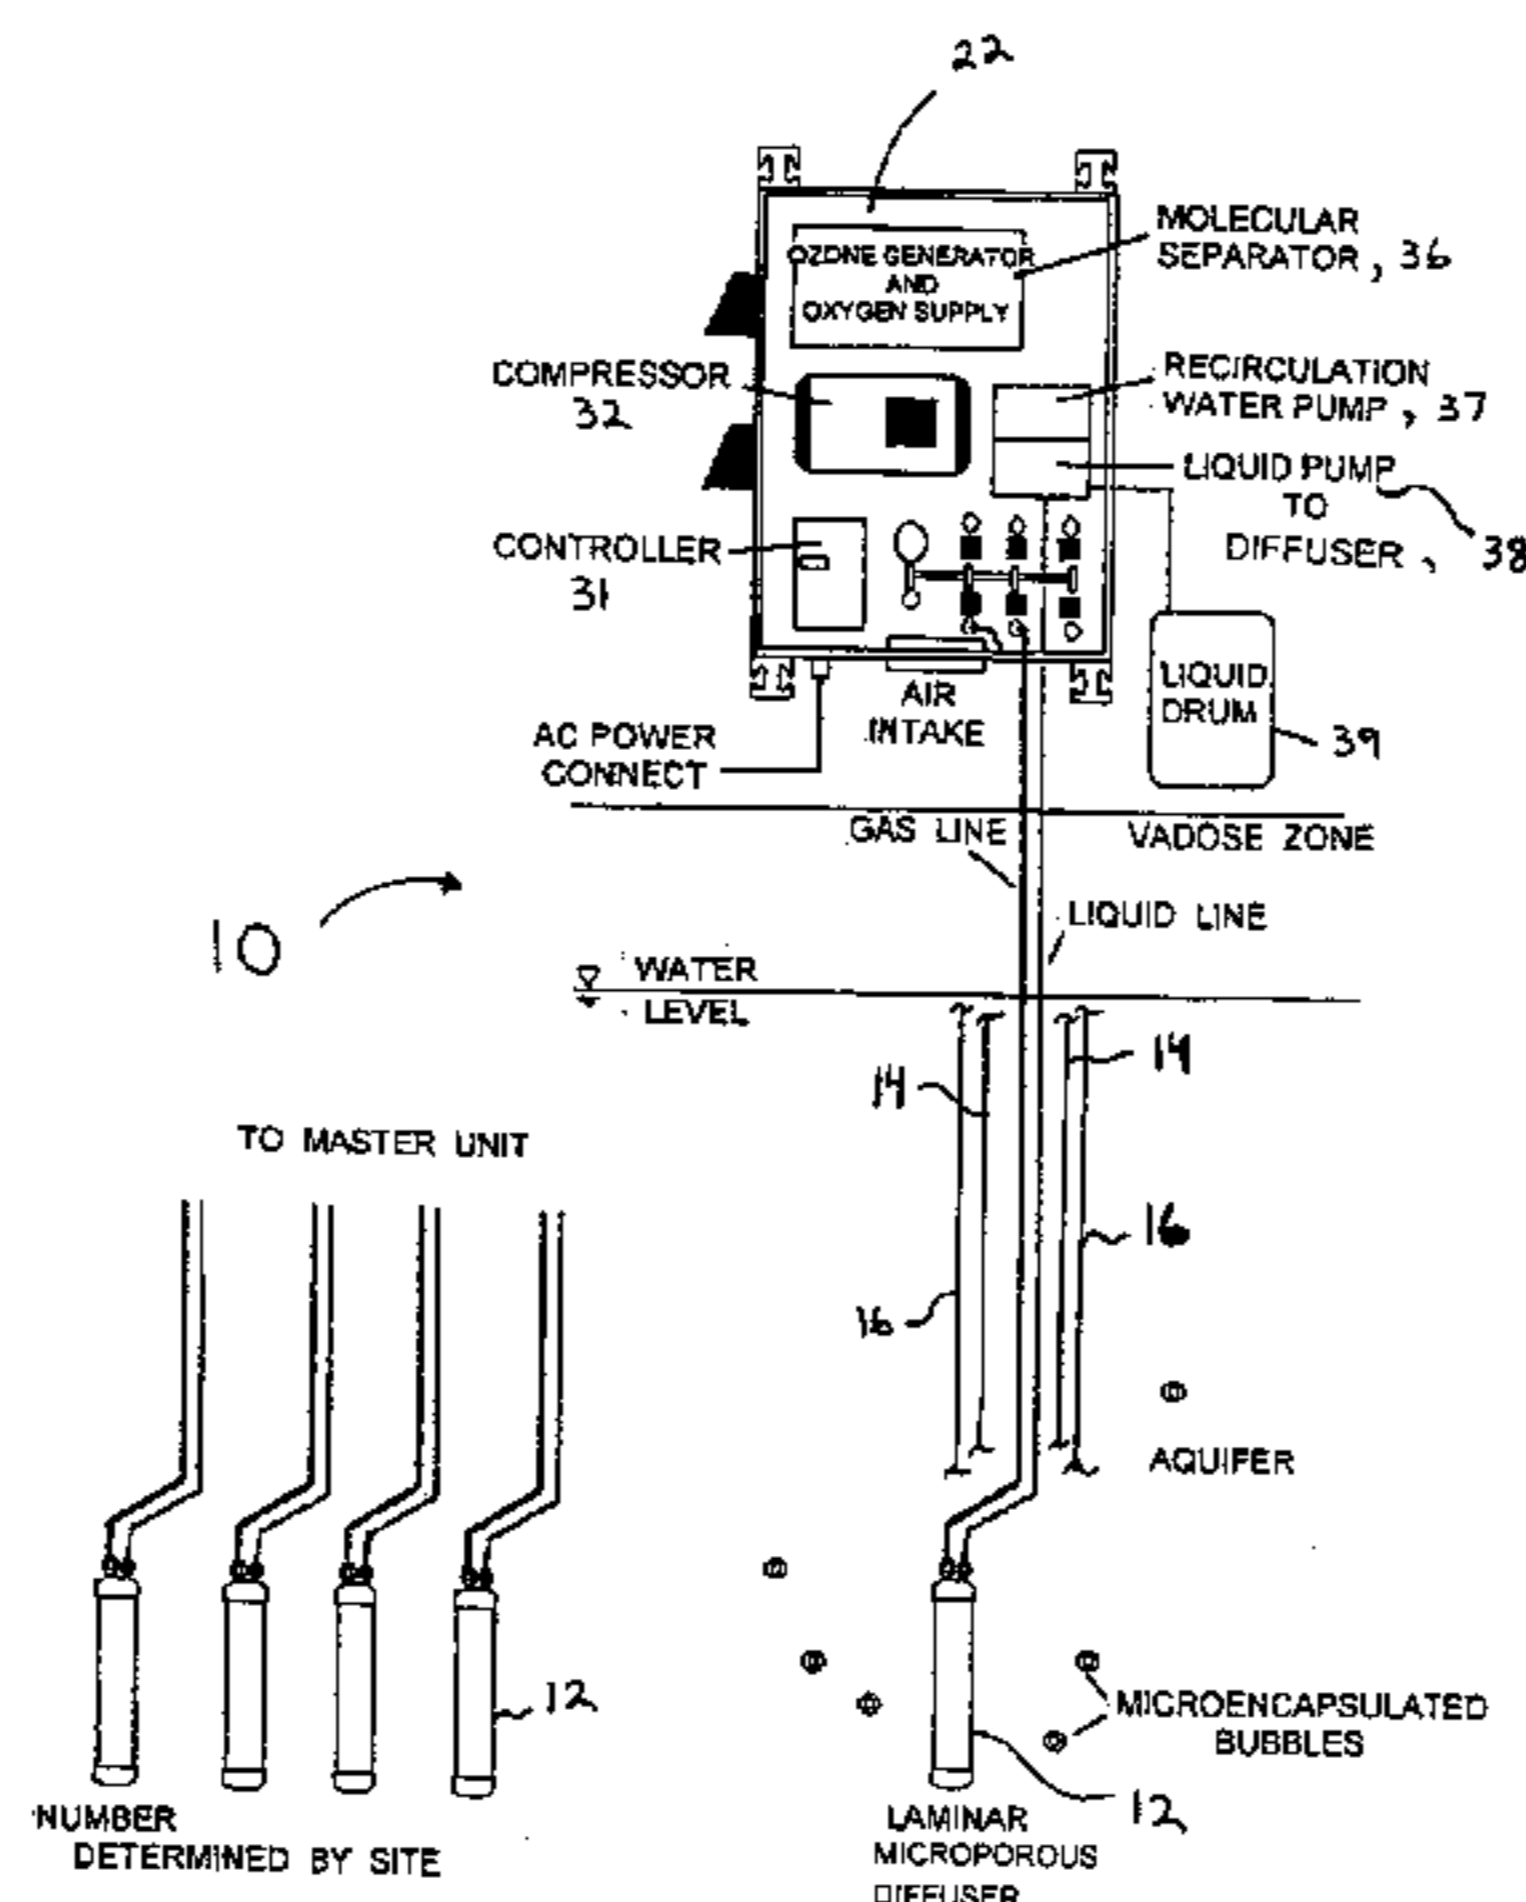 22
MOLECULAR
SEPARATOR, 36
OZONE GENERATOR
AND
OXYGEN SUPPLY
COMPRESSOR
32
RECIRCULATION
WATER PUMP, 37
LIQUID PUMP
TO
DIFFUSER, 38
CONTROLLER
31
LIQUID
DRUM
39
AIR
INTAKE
AC POWER
CONNECT
GAS LINE
VADOSE ZONE
10
LIQUID LINE
WATER
LEVEL
14
14
TO MASTER UNIT
16
16
AQUIFER
12
MICROENCAPSULATED
BUBBLES
12
NUMBER
DETERMINED BY SITE
LAMINAR
MICROPOROUS
DIFFUSER